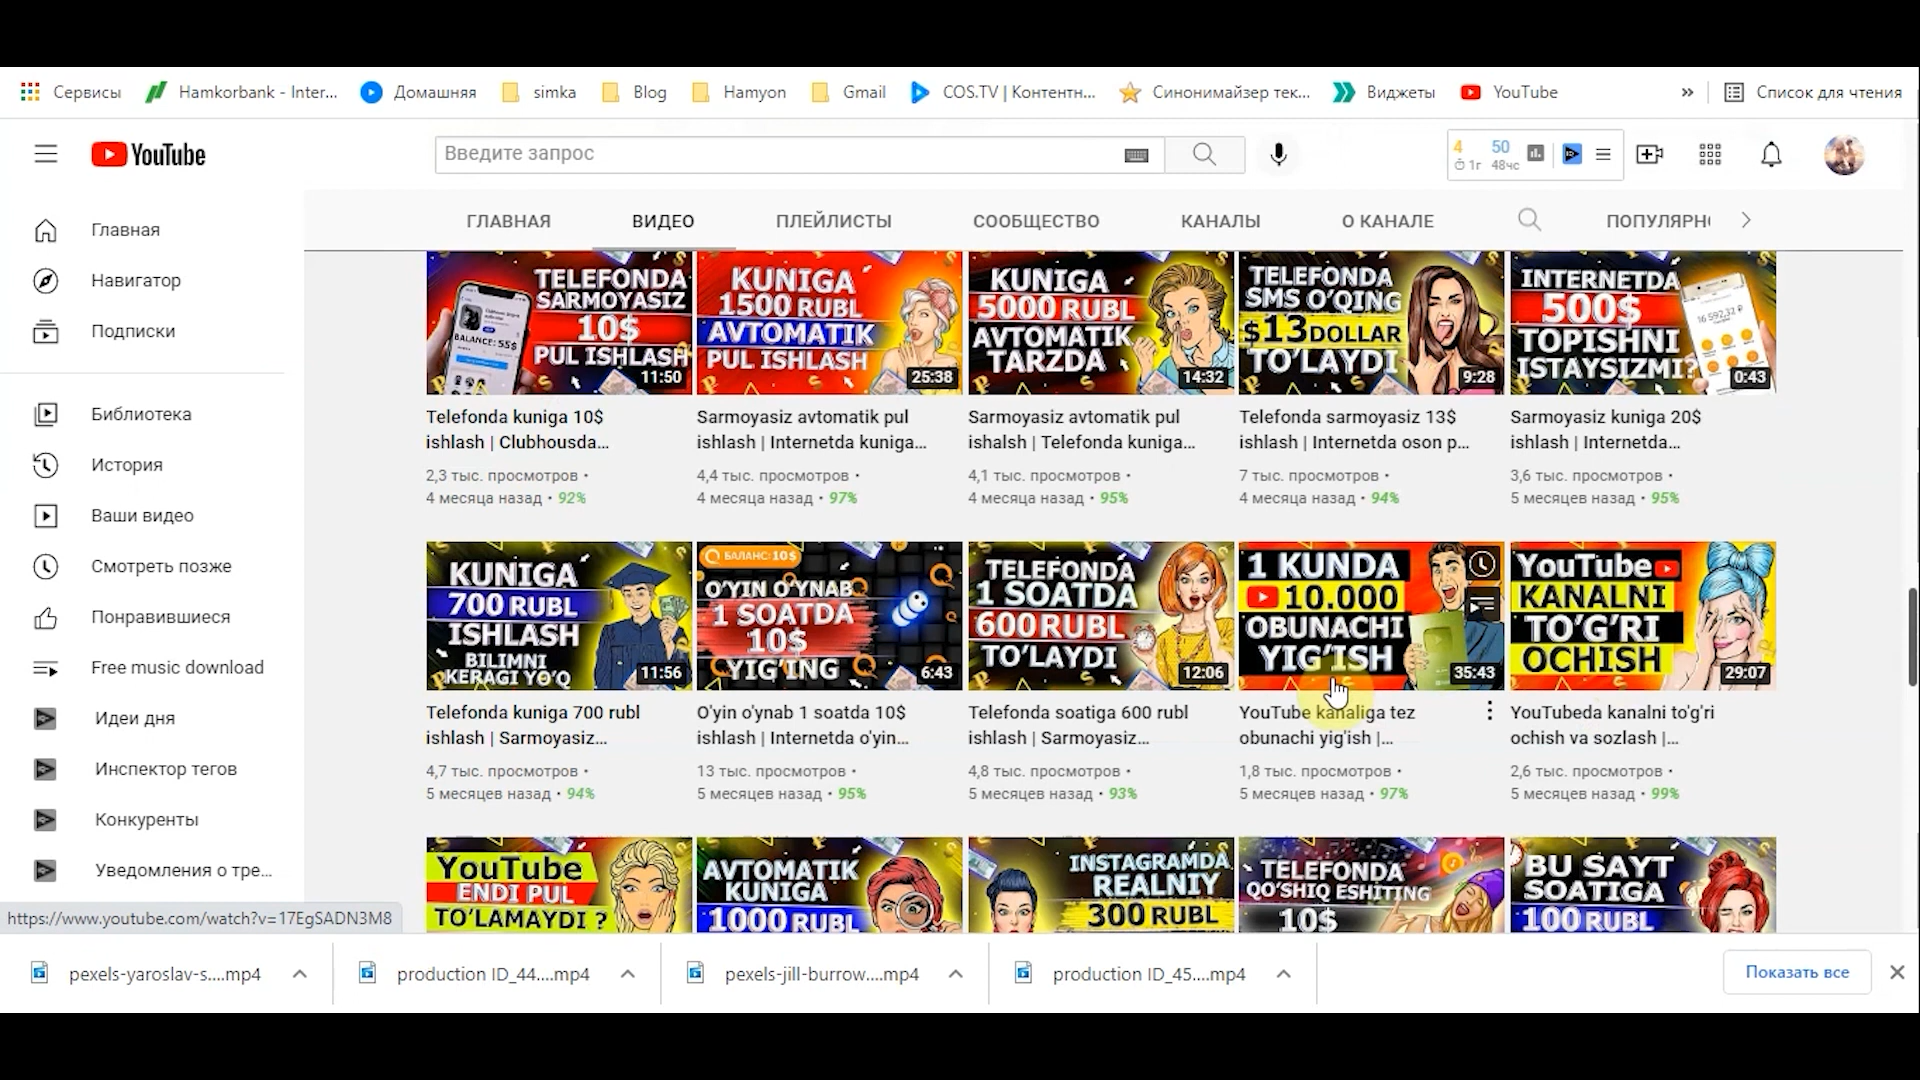 Сервисы
Hamkorbank - Inter...
Домашняя
simka
Blog
Hamyon
Gmail
COS.TV | Контентн...
Синонимайзер тек...
Виджеты
YouTube
»
Список для чтения
YouTube
Введите запрос
4
1г
50
48чс
ГЛАВНАЯ
ВИДЕО
ПЛЕЙЛИСТЫ
СООБЩЕСТВО
КАНАЛЫ
О КАНАЛЕ
ПОПУЛЯРН
Главная
Навигатор
Подписки
Библиотека
История
Ваши видео
Смотреть позже
Понравившиеся
Free music download
Идеи дня
Инспектор тегов
Конкуренты
Уведомления о тре...
TELEFONDA
SARMOYASIZ
10$
PUL ISHLASH
BALANCE: 55$
11:50
Telefonda kuniga 10$
ishlash | Clubhousda...
2,3 тыс. просмотров •
4 месяца назад • 92%
KUNIGA
1500 RUBL
AVTOMATIK
PUL ISHLASH
25:38
Sarmoyasiz avtomatik pul
ishlash | Internetda kuniga...
4,4 тыс. просмотров •
4 месяца назад • 97%
KUNIGA
5000 RUBL
AVTOMATIK
TARZDA
14:32
Sarmoyasiz avtomatik pul
ishalsh | Telefonda kuniga...
4,1 тыс. просмотров •
4 месяца назад • 95%
TELEFONDA
SMS O'QING
$13 DOLLAR
TO'LAYDI
9:28
Telefonda sarmoyasiz 13$
ishlash | Internetda oson p...
7 тыс. просмотров •
4 месяца назад • 94%
INTERNETDA
500$
TOPISHNI
ISTAYSIZMI?
16 592,32 ₽
0:43
Sarmoyasiz kuniga 20$
ishlash | Internetda...
3,6 тыс. просмотров •
5 месяцев назад • 95%
KUNIGA
700 RUBL
ISHLASH
BILIMNI
KERAGI YO'Q
11:56
Telefonda kuniga 700 rubl
ishlash | Sarmoyasiz...
4,7 тыс. просмотров •
5 месяцев назад • 94%
БАЛАНС: 10$
O'YIN O'YNAB
1 SOATDA
10$
YIG'ING
6:43
O'yin o'ynab 1 soatda 10$
ishlash | Internetda o'yin...
13 тыс. просмотров •
5 месяцев назад • 95%
TELEFONDA
1 SOATDA
600 RUBL
TO'LAYDI
12:06
Telefonda soatiga 600 rubl
ishlash | Sarmoyasiz...
4,8 тыс. просмотров •
5 месяцев назад • 93%
1 KUNDA
10.000
OBUNACHI
YIG'ISH
35:43
YouTube kanaliga tez
obunachi yig'ish |...
1,8 тыс. просмотров •
5 месяцев назад • 97%
YouTube
KANALNI
TO'G'RI
OCHISH
29:07
YouTubeda kanalni to'g'ri
ochish va sozlash |...
2,6 тыс. просмотров •
5 месяцев назад • 99%
YouTube
ENDI PUL
TO'LAMAYDI ?
AVTOMATIK
KUNIGA
1000 RUBL
INSTAGRAMDA
REALNIY
300 RUBL
TELEFONDA
QO'SHIQ ESHITING
10$
BU SAYT
SOATIGA
100 RUBL
https://www.youtube.com/watch?v=17EgSADN3M8
pexels-yaroslav-s....mp4
production ID_44....mp4
pexels-jill-burrow....mp4
production ID_45....mp4
Показать все